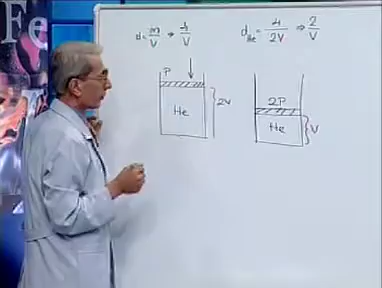 Fe
d = m/V → 4/V
d_He = 4/2V ⇒ 2/V
P
He
2V
2P
He
V